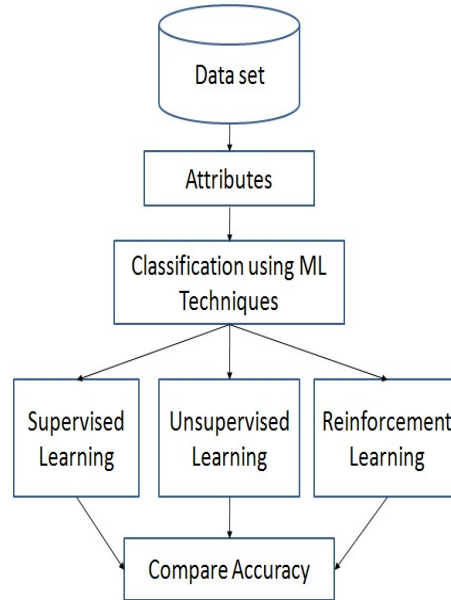 Data set
Attributes
Classification using ML
Techniques
Supervised
Learning
Unsupervised
Learning
Reinforcement
Learning
Compare Accuracy